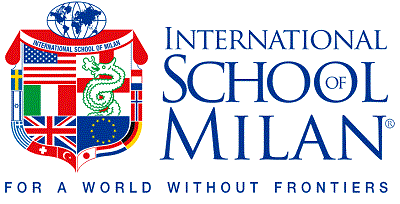 INTERNATIONAL SCHOOL OF MILAN
INTERNATIONAL
SCHOOL OF
MILAN®
FOR A WORLD WITHOUT FRONTIERS